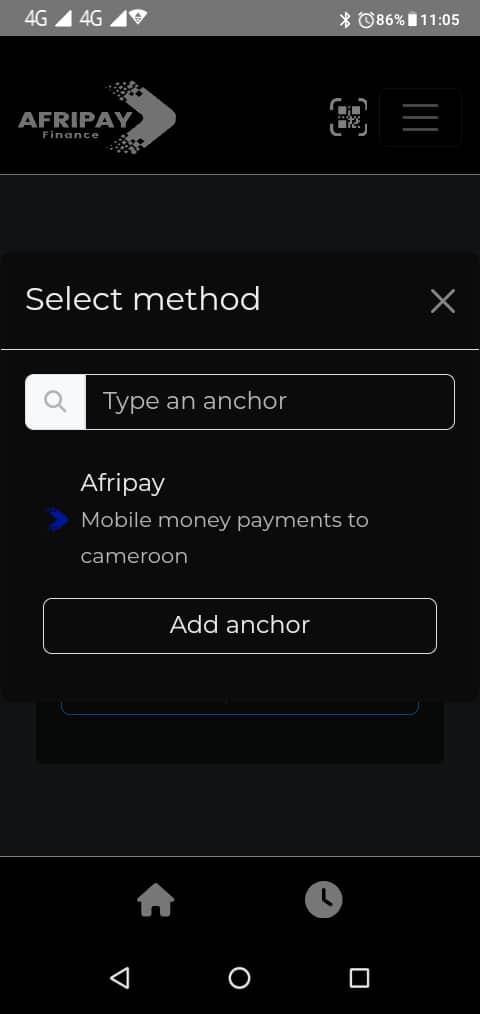 4G 4G 86% 11:05
AFRIPAY
Finance
Select method
Type an anchor
Afripay
Mobile money payments to
cameroon
Add anchor